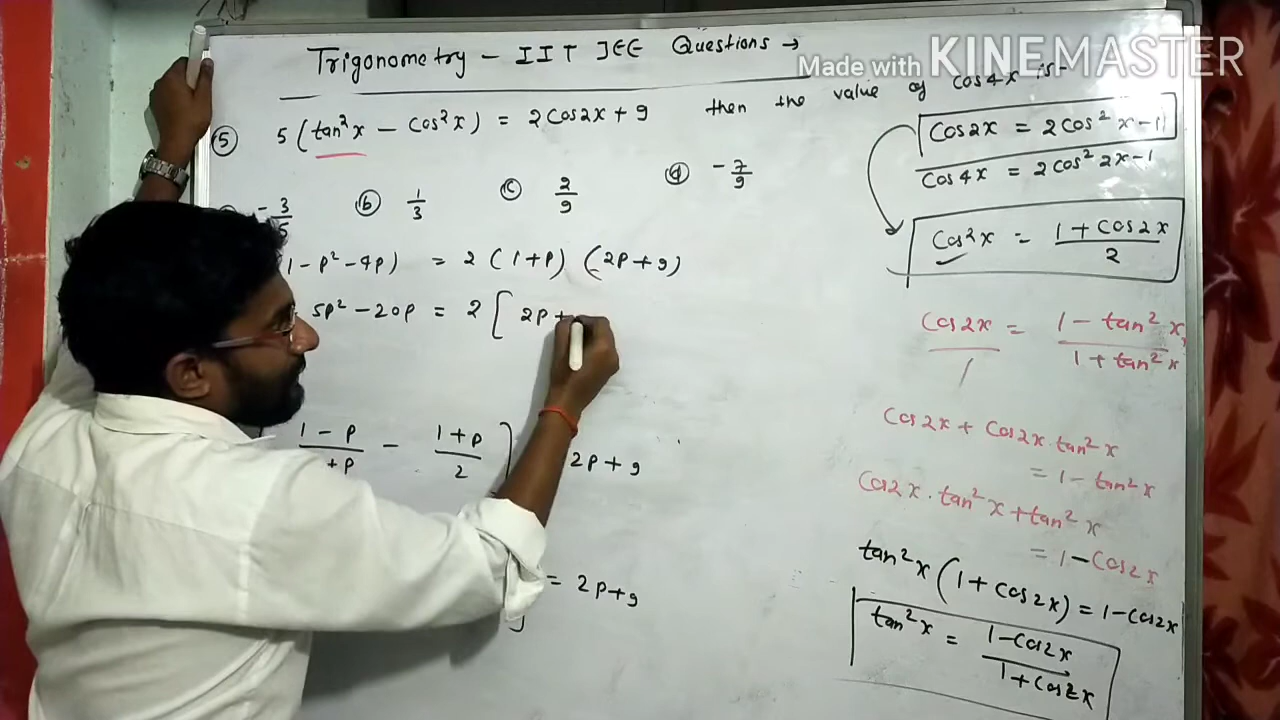 Made with KINEMASTER
Trigonometry - IIT JEE Questions →
⑤ 5(tan²x - cos²x) = 2cos2x + 9 then the value of cos4x is-
-3/5 ⓑ 1/3 ⓒ 2/9 ⓓ -7/9
1 - p² - 4p) = 2(1+p)(2p+9)
5p² - 20p = 2[2p+
1-p/+p - 1+p/2] 2p+9
= 2p+9
cos2x = 2cos²x-1
cos4x = 2cos²2x-1
cos²x = 1+cos2x/2
cos2x/1 = 1-tan²x/1+tan²x
cos2x + cos2x.tan²x
= 1-tan²x
cos2x.tan²x+tan²x
= 1-cos2x
tan²x(1+cos2x) = 1-cos2x
tan²x = 1-cos2x/1+cos2x